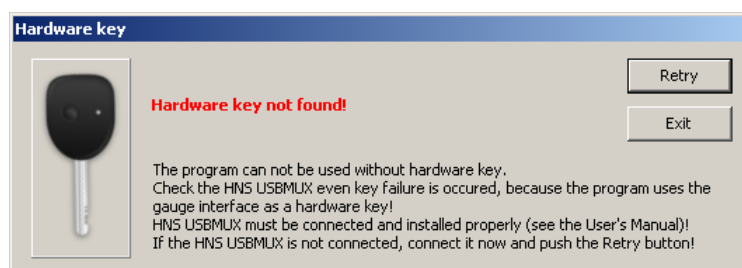 Hardware key
Retry
Hardware key not found!
Exit
The program can not be used without hardware key.
Check the HNS USBMUX even key failure is occured, because the program uses the
gauge interface as a hardware key!
HNS USBMUX must be connected and installed properly (see the User's Manual)!
If the HNS USBMUX is not connected, connect it now and push the Retry button!